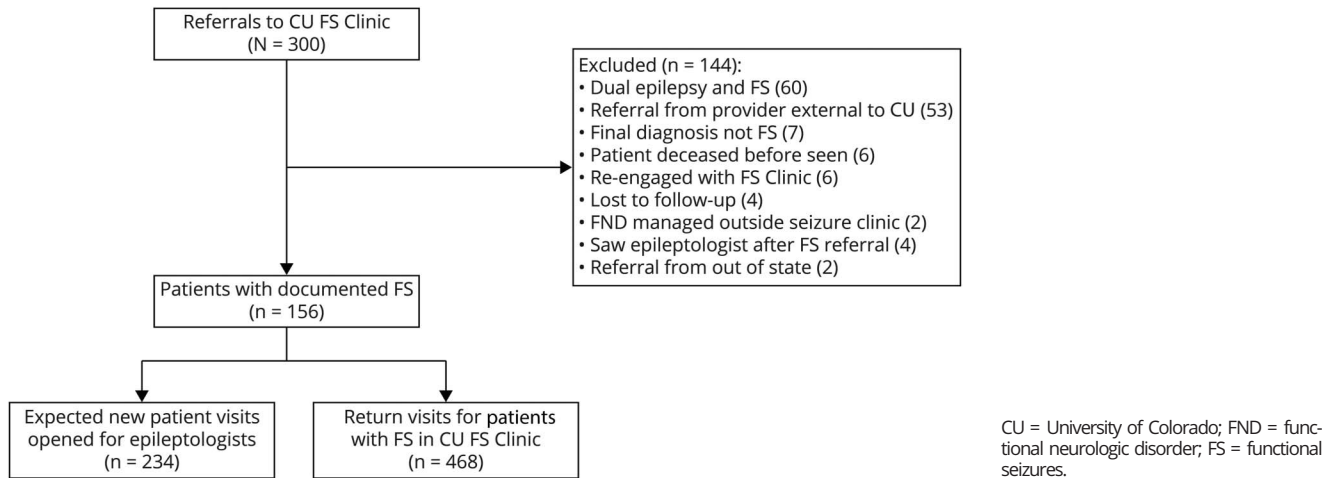 Referrals to CU FS Clinic
(N = 300)
Excluded (n = 144):
• Dual epilepsy and FS (60)
• Referral from provider external to CU (53)
• Final diagnosis not FS (7)
• Patient deceased before seen (6)
• Re-engaged with FS Clinic (6)
• Lost to follow-up (4)
• FND managed outside seizure clinic (2)
• Saw epileptologist after FS referral (4)
• Referral from out of state (2)
Patients with documented FS
(n = 156)
Expected new patient visits
opened for epileptologists
(n = 234)
Return visits for patients
with FS in CU FS Clinic
(n = 468)
CU = University of Colorado; FND = func-
tional neurologic disorder; FS = functional
seizures.